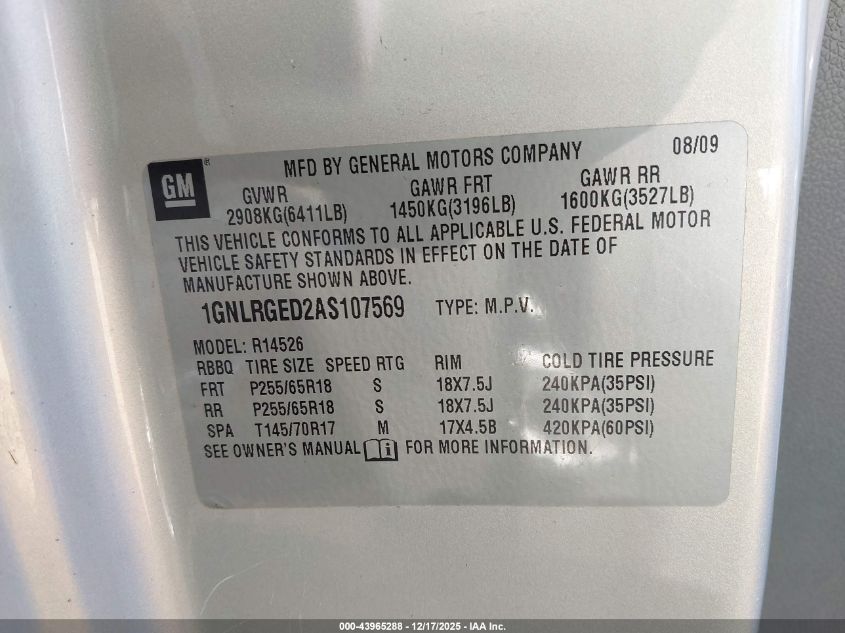 GM
MFD BY GENERAL MOTORS COMPANY 08/09
GVWR GAWR FRT GAWR RR
2908KG(6411LB) 1450KG(3196LB) 1600KG(3527LB)
THIS VEHICLE CONFORMS TO ALL APPLICABLE U.S. FEDERAL MOTOR
VEHICLE SAFETY STANDARDS IN EFFECT ON THE DATE OF
MANUFACTURE SHOWN ABOVE.
1GNLRGED2AS107569 TYPE: M.P.V.
MODEL: R14526
RBBQ TIRE SIZE SPEED RTG RIM COLD TIRE PRESSURE
FRT P255/65R18 S 18X7.5J 240KPA(35PSI)
RR P255/65R18 S 18X7.5J 240KPA(35PSI)
SPA T145/70R17 M 17X4.5B 420KPA(60PSI)
SEE OWNER'S MANUAL i FOR MORE INFORMATION.
000-43965288 - 12/17/2025 - IAA Inc.